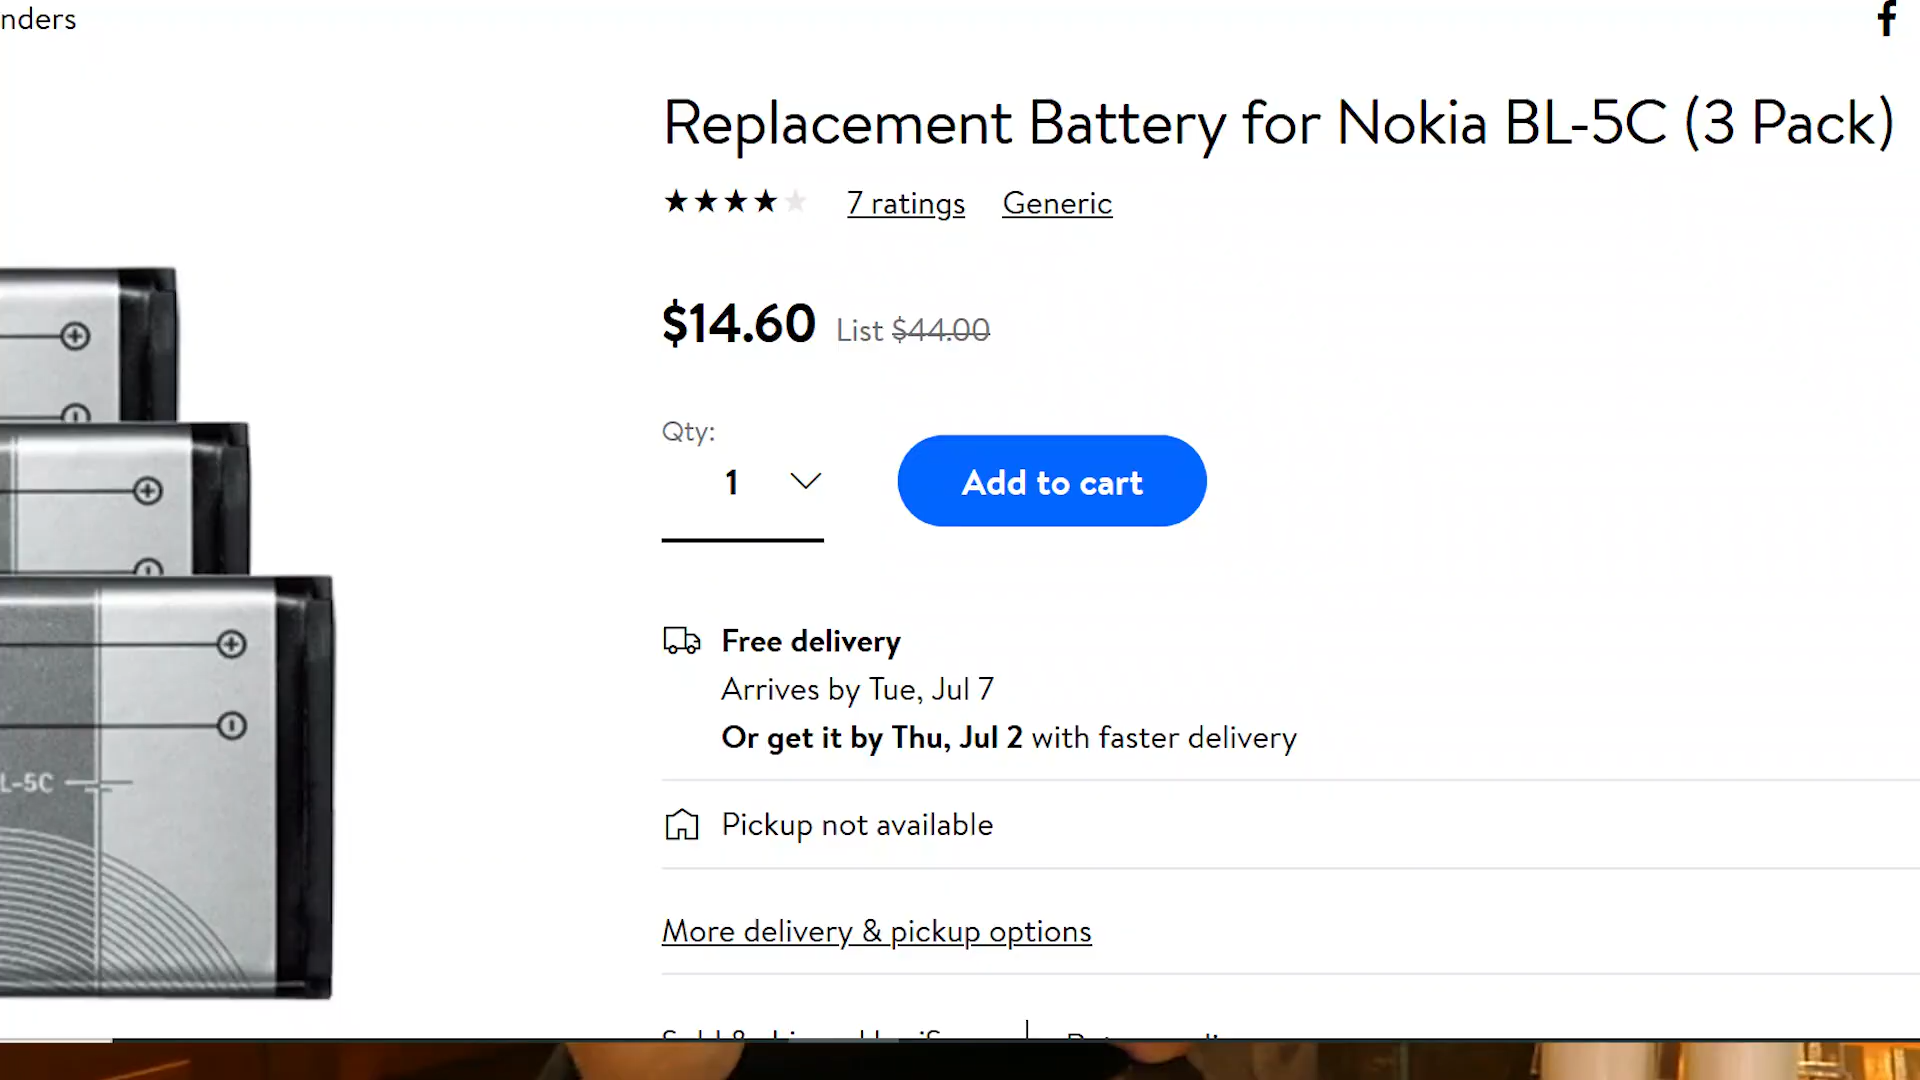 nders
f
Replacement Battery for Nokia BL-5C (3 Pack)
7 ratings Generic
$14.60 List $44.00
Qty:
1
Add to cart
Free delivery
Arrives by Tue, Jul 7
Or get it by Thu, Jul 2 with faster delivery
L-5C
Pickup not available
More delivery & pickup options